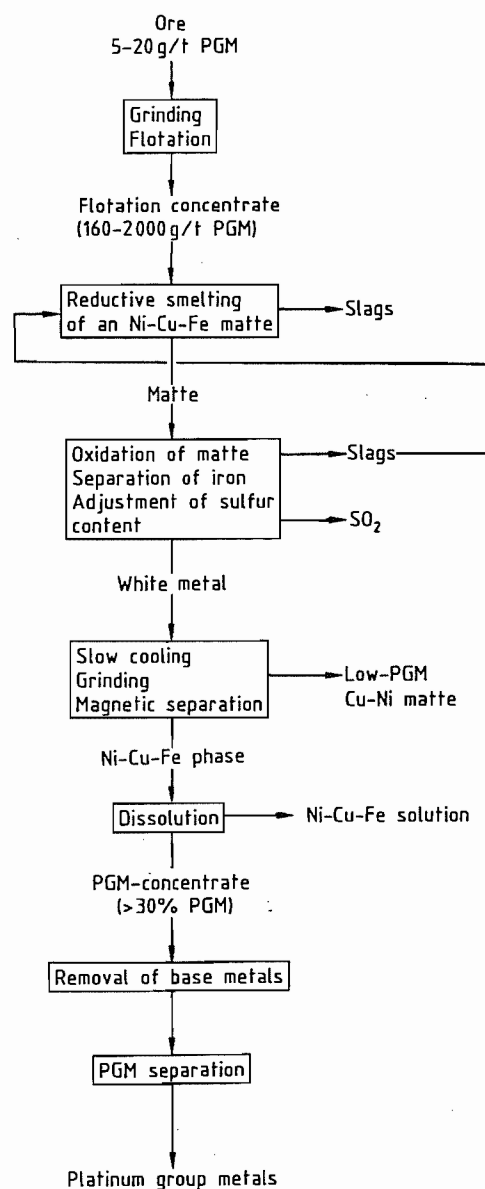 Ore
5–20 g/t PGM
Grinding
Flotation
Flotation concentrate
(160–2000 g/t PGM)
Reductive smelting
of an Ni-Cu-Fe matte
Slags
Matte
Oxidation of matte
Separation of iron
Adjustment of sulfur
content
Slags
SO₂
White metal
Slow cooling
Grinding
Magnetic separation
Low-PGM
Cu-Ni matte
Ni-Cu-Fe phase
Dissolution
Ni-Cu-Fe solution
PGM-concentrate
(>30% PGM)
Removal of base metals
PGM separation
Platinum group metals